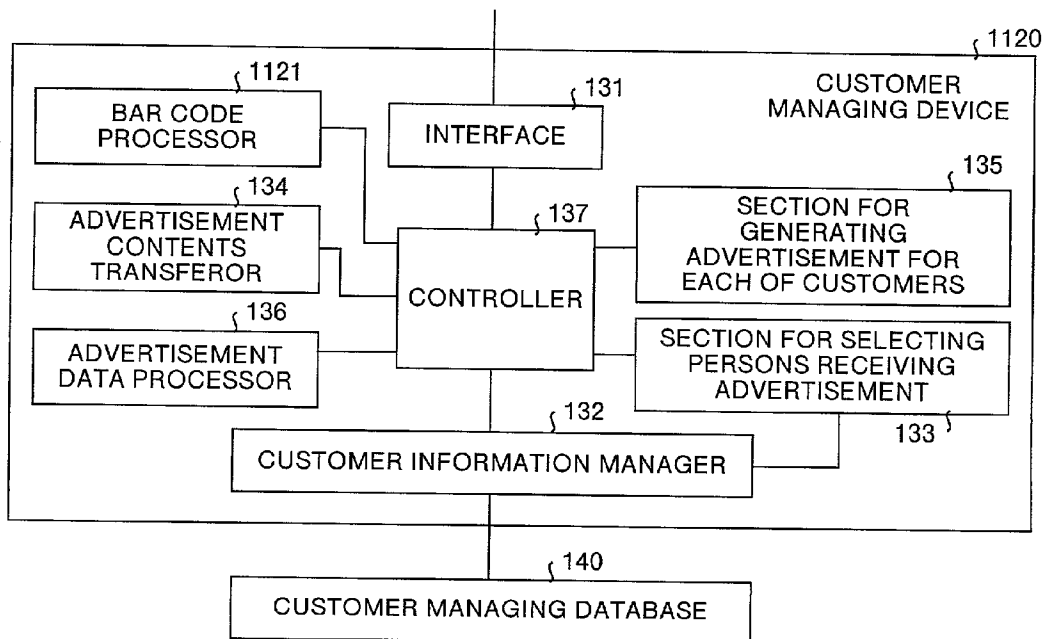 1120
CUSTOMER
MANAGING DEVICE
1121
BAR CODE
PROCESSOR
131
INTERFACE
134
ADVERTISEMENT
CONTENTS
TRANSFEROR
137
CONTROLLER
135
SECTION FOR
GENERATING
ADVERTISEMENT FOR
EACH OF CUSTOMERS
136
ADVERTISEMENT
DATA PROCESSOR
SECTION FOR SELECTING
PERSONS RECEIVING
ADVERTISEMENT
133
132
CUSTOMER INFORMATION MANAGER
140
CUSTOMER MANAGING DATABASE